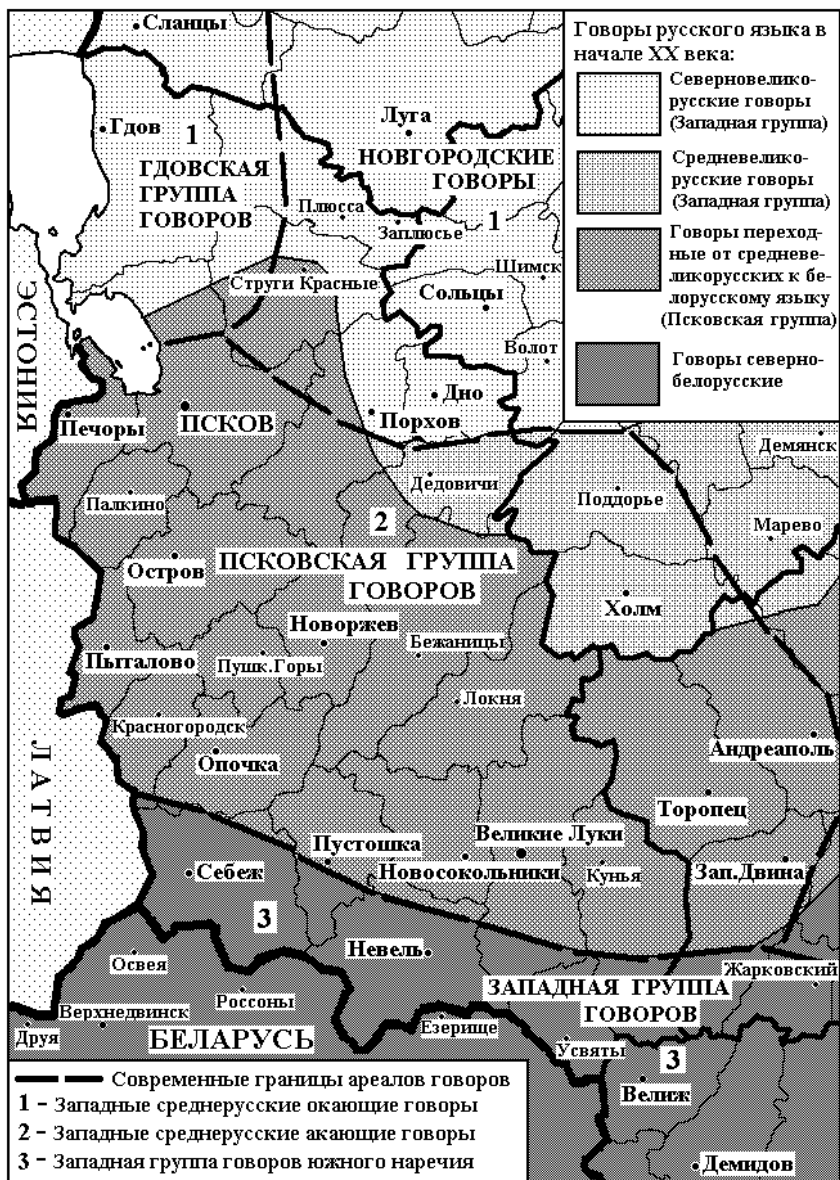 Сланцы
Гдов
1
ГДОВСКАЯ
ГРУППА
ГОВОРОВ
Луга
НОВГОРОДСКИЕ
ГОВОРЫ
1
Плюсса
Заплюсье
Шимск
Струги Красные
Сольцы
Волот
Дно
Порхов
ЭСТОНИЯ
Печоры
ПСКОВ
Дедовичи
Демянск
Поддорье
Марево
Палкино
2
Остров
ПСКОВСКАЯ ГРУППА
ГОВОРОВ
Холм
Новоржев
Бежаницы
Пыталово
Пушк.Горы
Локня
Красногородск
Опочка
Андреаполь
Торопец
ЛАТВИЯ
Пустошка
Великие Луки
Новосокольники
Кунья
Зап.Двина
Себеж
3
Невель
Жарковский
Освея
Россоны
ЗАПАДНАЯ ГРУППА
ГОВОРОВ
Верхнедвинск
Друя
БЕЛАРУСЬ
Езерище
Усвяты
3
Велиж
Демидов
Говоры русского языка в
начале XX века:
Северновелико-
русские говоры
(Западная группа)
Средневелико-
русские говоры
(Западная группа)
Говоры переход-
ные от средневе-
ликорусских к бе-
лорусскому языку
(Псковская группа)
Говоры северно-
белорусские
Современные границы ареалов говоров
1 - Западные среднерусские окающие говоры
2 - Западные среднерусские акающие говоры
3 - Западная группа говоров южного наречия